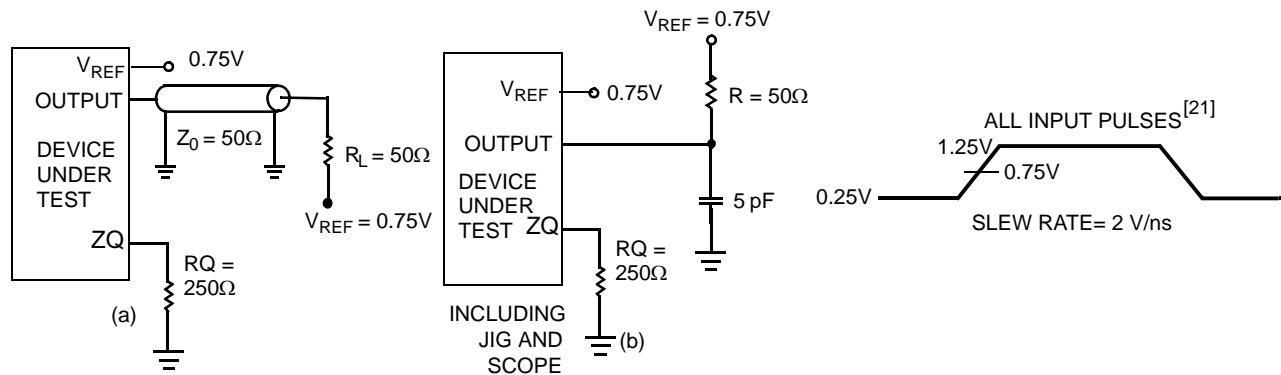 V_REF 0.75V
OUTPUT
Z_0 = 50Ω
DEVICE
UNDER
TEST
R_L = 50Ω
V_REF = 0.75V
ZQ
RQ =
250Ω
(a)
V_REF = 0.75V
R = 50Ω
V_REF 0.75V
OUTPUT
DEVICE
UNDER
TEST
5 pF
ZQ
RQ =
250Ω
INCLUDING
JIG AND
SCOPE
(b)
ALL INPUT PULSES[21]
1.25V
0.75V
0.25V
SLEW RATE= 2 V/ns